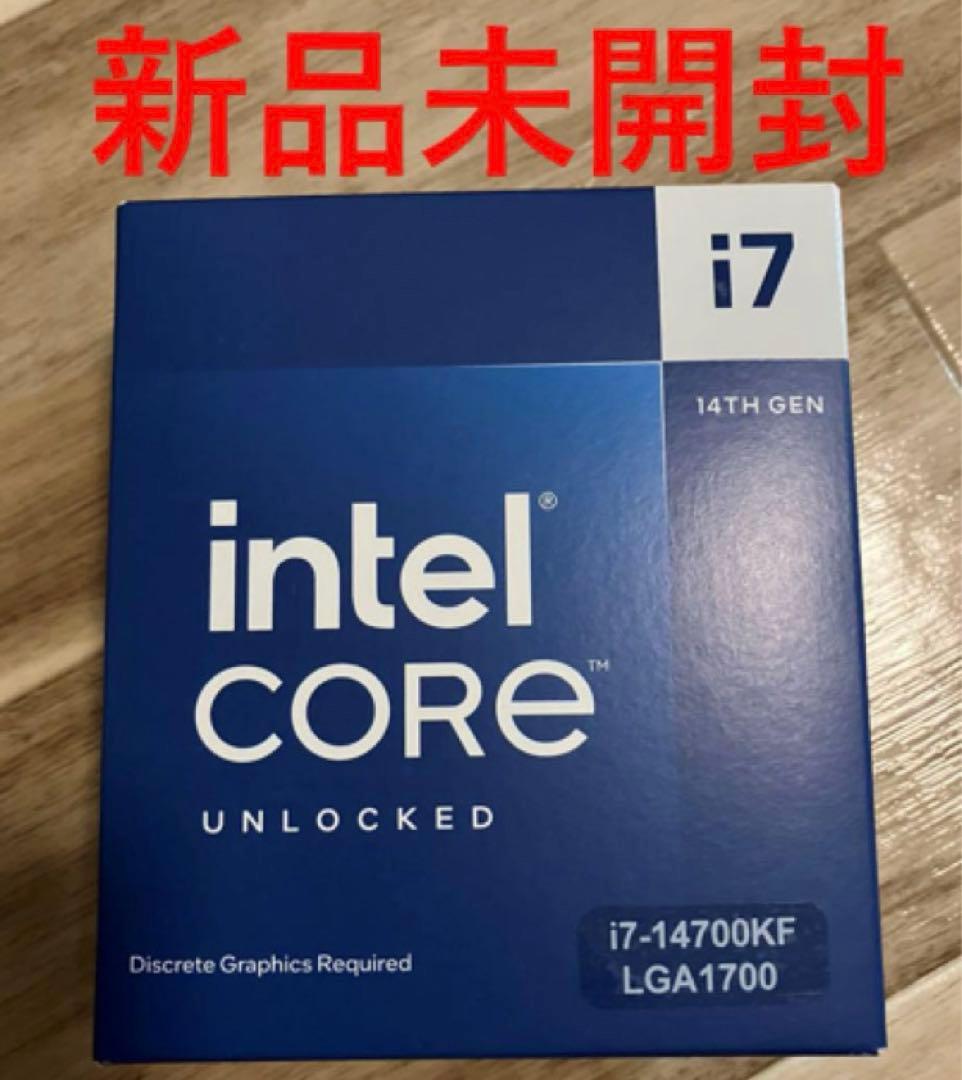 新品未開封
i7
14TH GEN
intel®
CORE™
UNLOCKED
i7-14700KF
LGA1700
Discrete Graphics Required